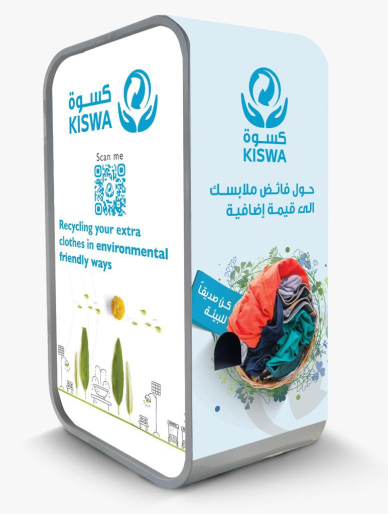 كسوة
KISWA
Scan me
Recycling your extra
clothes in environmental
friendly ways
كسوة
KISWA
حول فائض ملابسك
الى قيمة إضافية
كن صديقاً
للبيئة